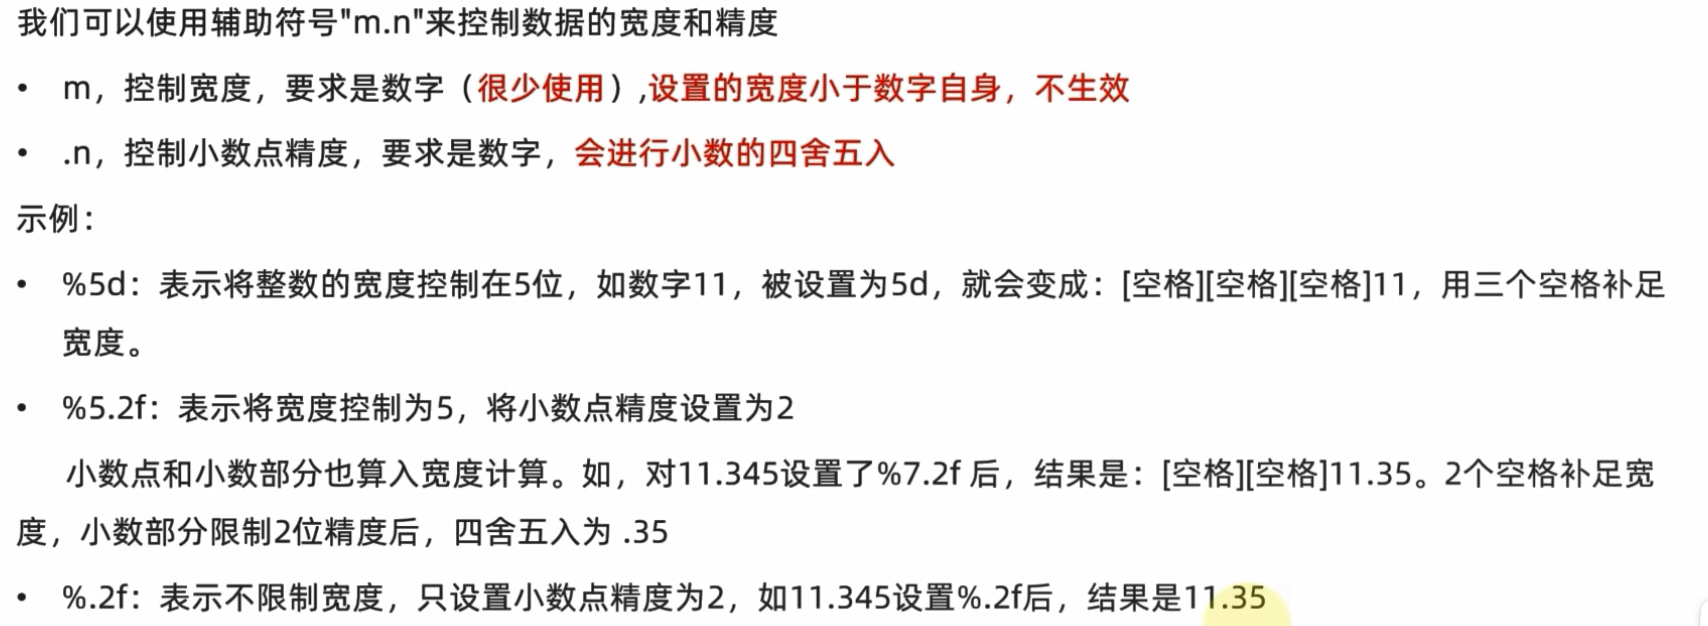 我们可以使用辅助符号"m.n"来控制数据的宽度和精度
• m，控制宽度，要求是数字（很少使用）,设置的宽度小于数字自身，不生效
• .n，控制小数点精度，要求是数字，会进行小数的四舍五入
示例：
• %5d：表示将整数的宽度控制在5位，如数字11，被设置为5d，就会变成：[空格][空格][空格]11，用三个空格补足
宽度。
• %5.2f：表示将宽度控制为5，将小数点精度设置为2
小数点和小数部分也算入宽度计算。如，对11.345设置了%7.2f 后，结果是：[空格][空格]11.35。2个空格补足宽
度，小数部分限制2位精度后，四舍五入为 .35
• %.2f：表示不限制宽度，只设置小数点精度为2，如11.345设置%.2f后，结果是11.35